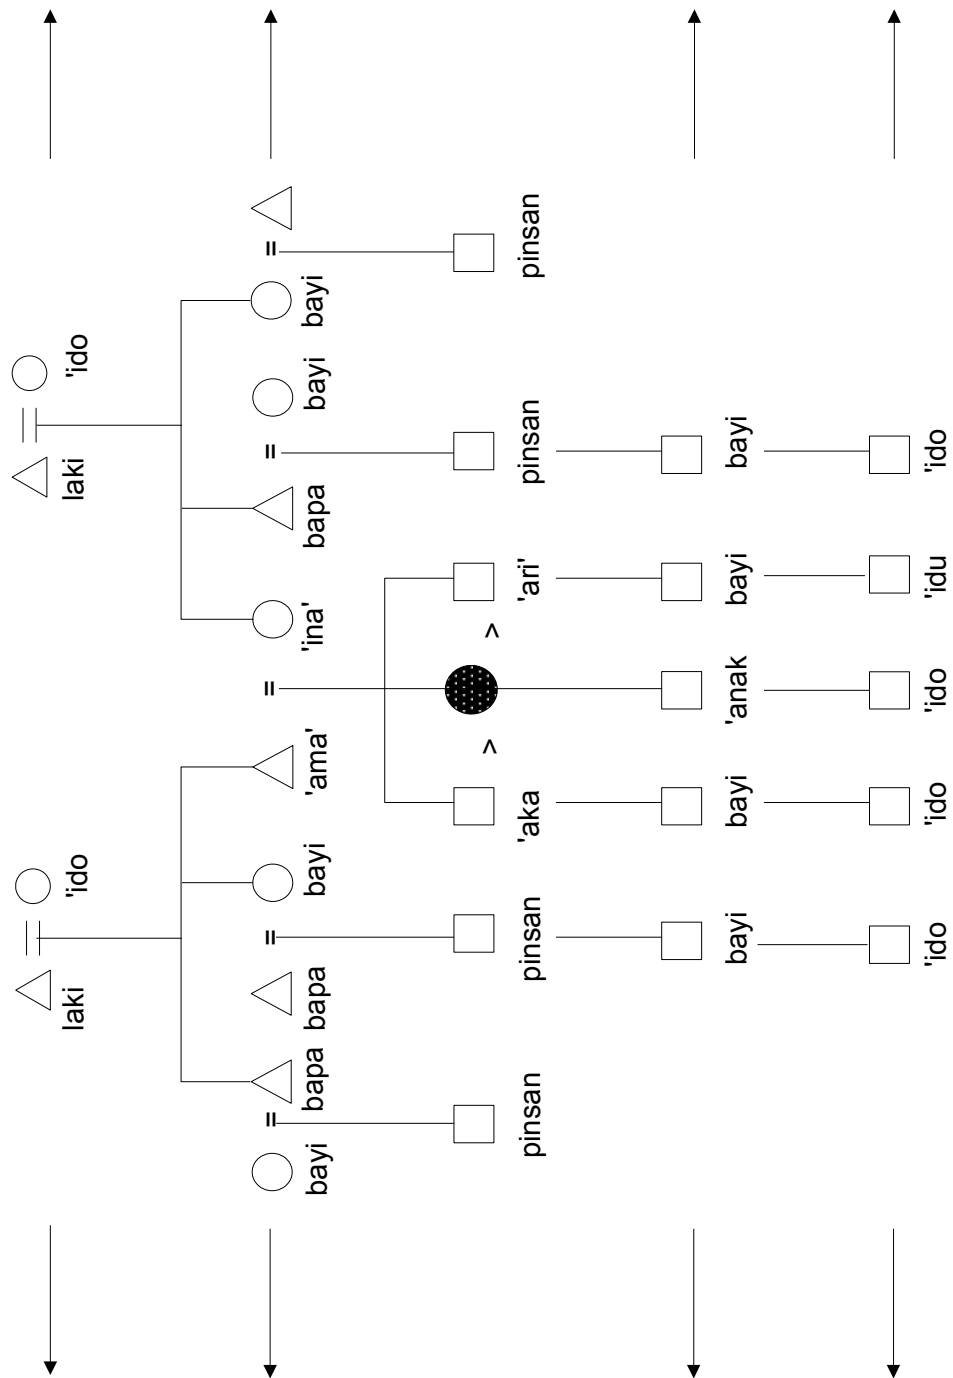 laki 'ido laki 'ido
bayi bapa bapa bayi 'ama' 'ina' bapa bayi bayi
pinsan pinsan 'aka > > 'ari' pinsan pinsan
bayi bayi 'anak bayi bayi
'ido 'ido 'ido 'idu 'ido